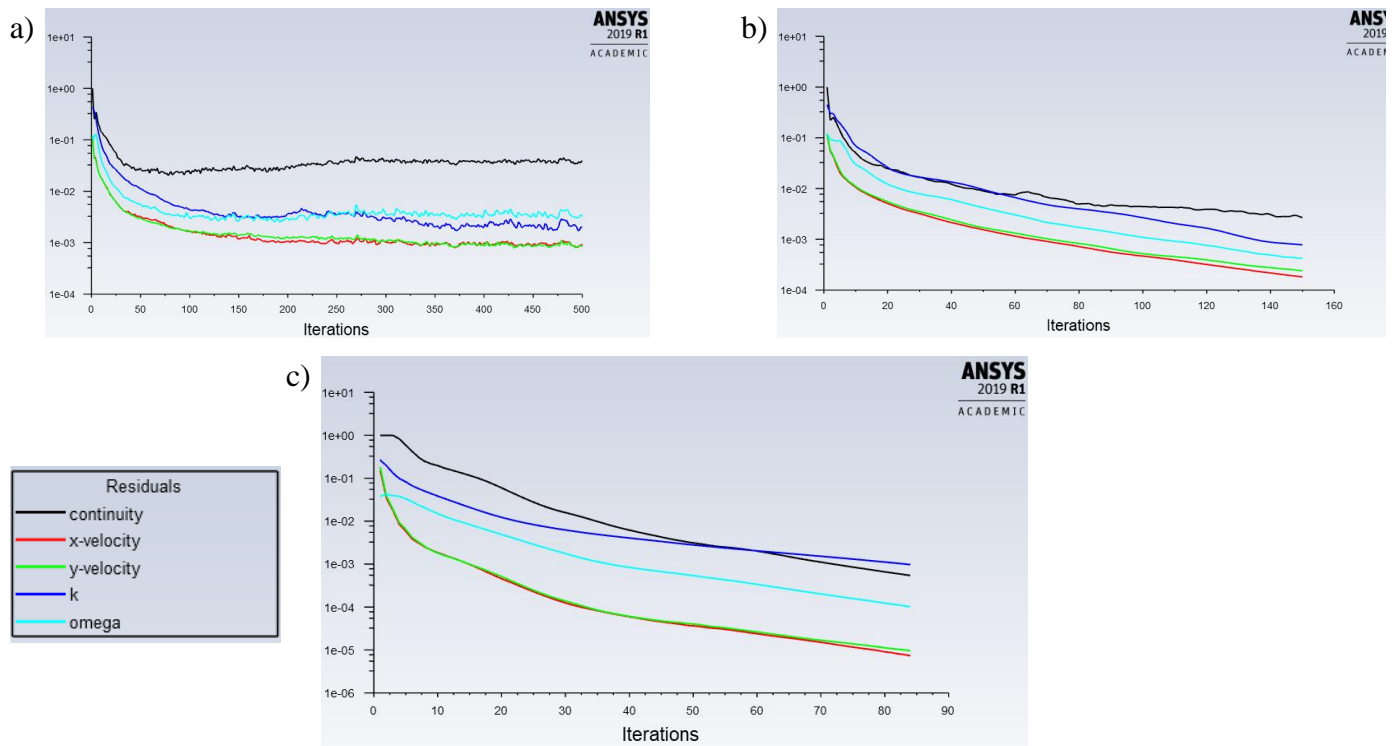 a)
ANSYS
2019 R1
ACADEMIC
1e+01
1e+00
1e-01
1e-02
1e-03
1e-04
0 50 100 150 200 250 300 350 400 450 500
Iterations
b)
ANSY
2019
ACADEM
1e+01
1e+00
1e-01
1e-02
1e-03
1e-04
0 20 40 60 80 100 120 140 160
Iterations
c)
ANSYS
2019 R1
ACADEMIC
1e+01
1e+00
1e-01
1e-02
1e-03
1e-04
1e-05
1e-06
0 10 20 30 40 50 60 70 80 90
Iterations
Residuals
continuity
x-velocity
y-velocity
k
omega